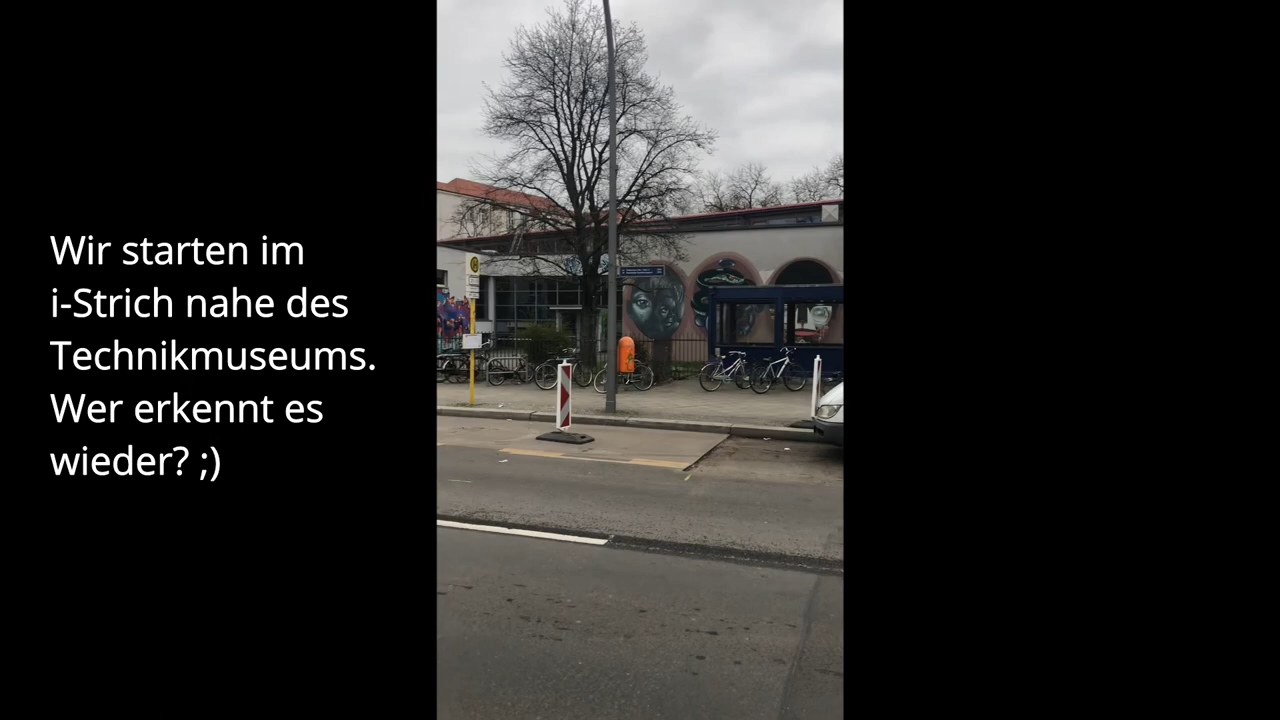 Wir starten im
i-Strich nahe des
Technikmuseums.
Wer erkennt es
wieder? ;)
H